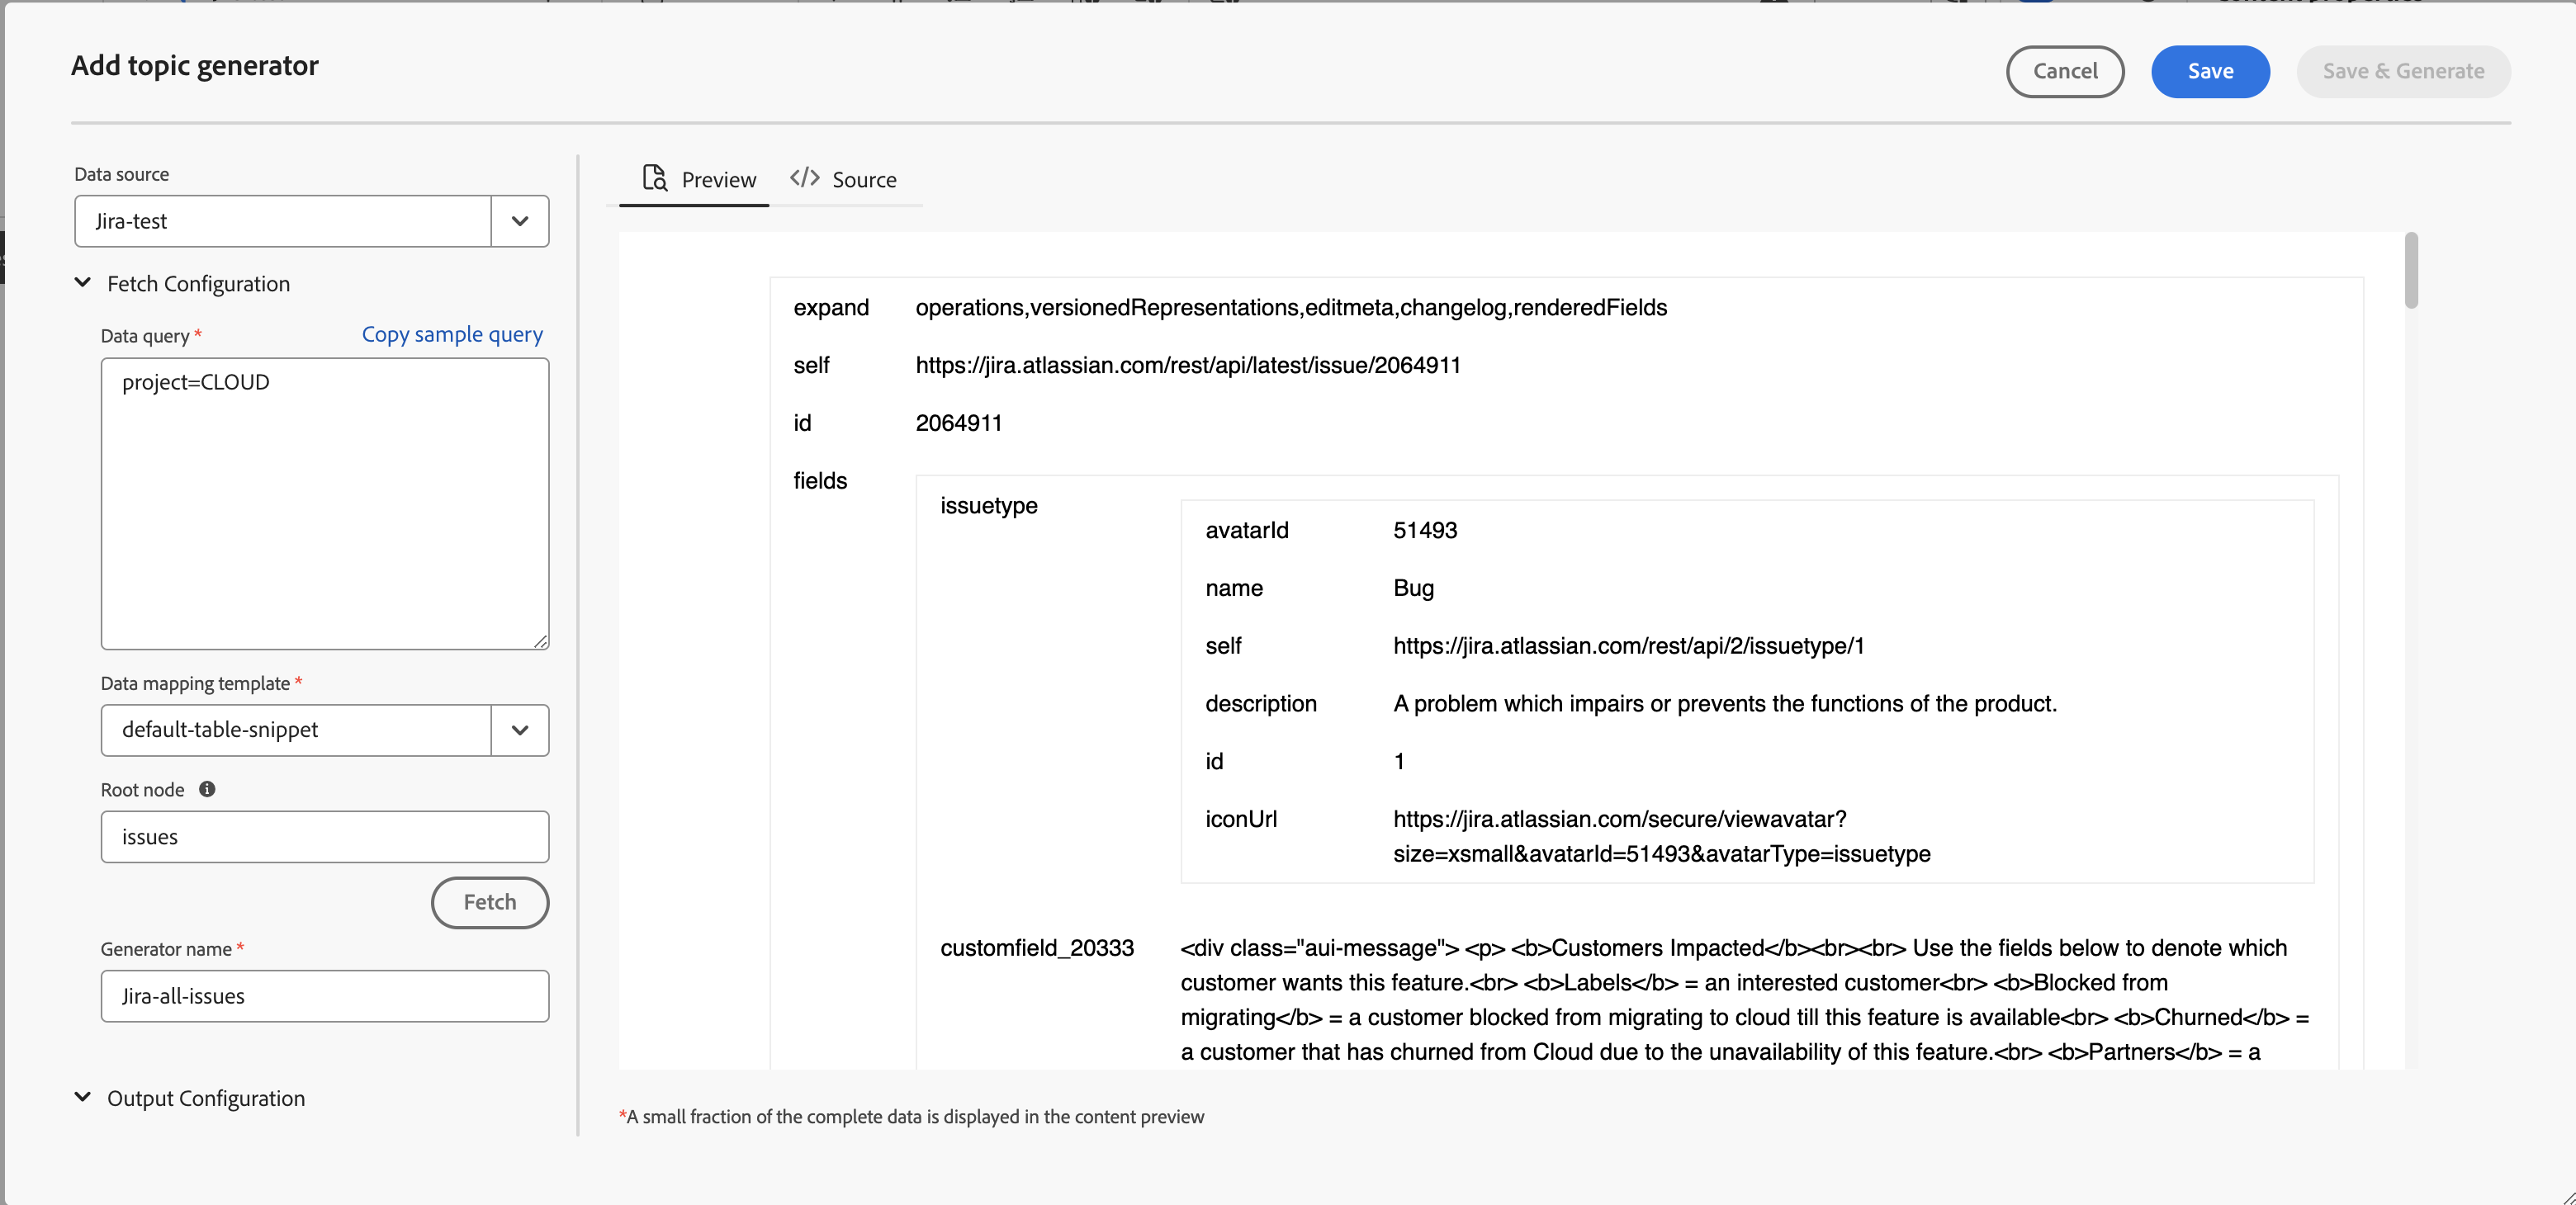 Add topic generator
Cancel
Save
Save & Generate
Data source
Jira-test
Fetch Configuration
Data query *
Copy sample query
project=CLOUD
Data mapping template *
default-table-snippet
Root node
issues
Fetch
Generator name *
Jira-all-issues
Output Configuration
Preview
</> Source
expand operations,versionedRepresentations,editmeta,changelog,renderedFields
self https://jira.atlassian.com/rest/api/latest/issue/2064911
id 2064911
fields
issuetype
avatarId 51493
name Bug
self https://jira.atlassian.com/rest/api/2/issuetype/1
description A problem which impairs or prevents the functions of the product.
id 1
iconUrl https://jira.atlassian.com/secure/viewavatar?
size=xsmall&avatarId=51493&avatarType=issuetype
customfield_20333 <div class="aui-message"> <p> <b>Customers Impacted</b><br><br> Use the fields below to denote which
customer wants this feature.<br> <b>Labels</b> = an interested customer<br> <b>Blocked from
migrating</b> = a customer blocked from migrating to cloud till this feature is available<br> <b>Churned</b> =
a customer that has churned from Cloud due to the unavailability of this feature.<br> <b>Partners</b> = a
*A small fraction of the complete data is displayed in the content preview